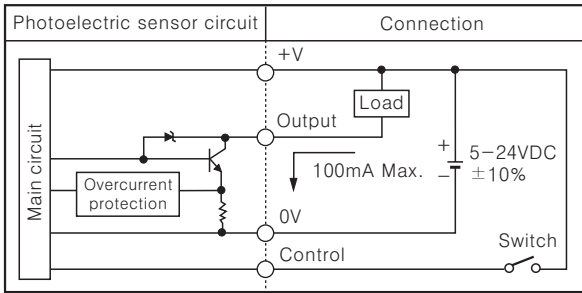 Photoelectric sensor circuit
Connection
+V
Load
Output
Main circuit
100mA Max.
+
−
5−24VDC
±10%
Overcurrent
protection
0V
Control
Switch